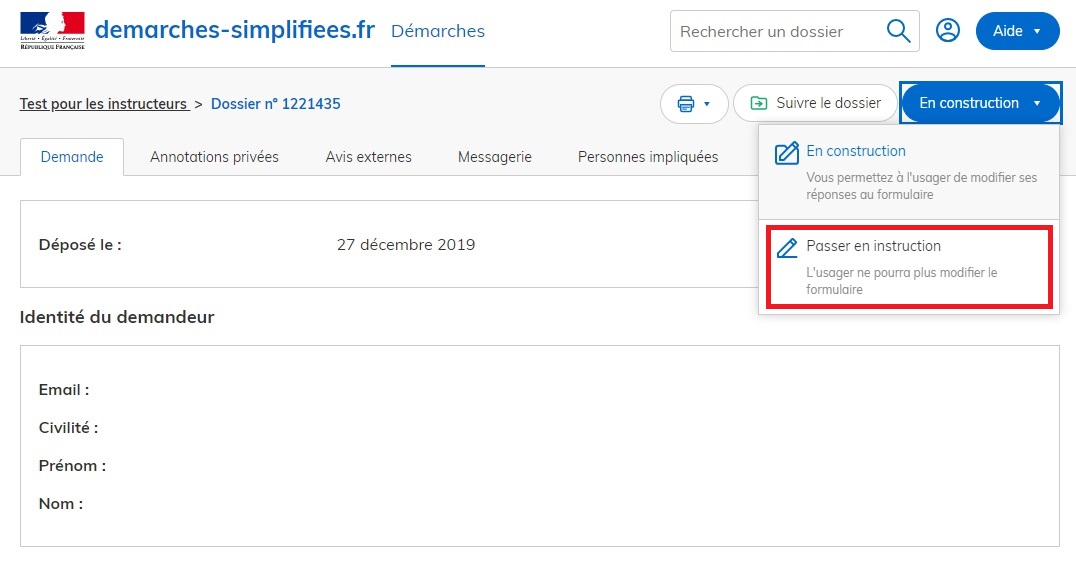 Liberté • Égalité • Fraternité
RÉPUBLIQUE FRANÇAISE
demarches-simplifiees.fr
Démarches
Rechercher un dossier
Aide
Test pour les instructeurs > Dossier n° 1221435
Suivre le dossier
En construction
Demande
Annotations privées
Avis externes
Messagerie
Personnes impliquées
En construction
Vous permettez à l'usager de modifier ses
réponses au formulaire
Passer en instruction
L'usager ne pourra plus modifier le
formulaire
Déposé le : 27 décembre 2019
Identité du demandeur
Email :
Civilité :
Prénom :
Nom :